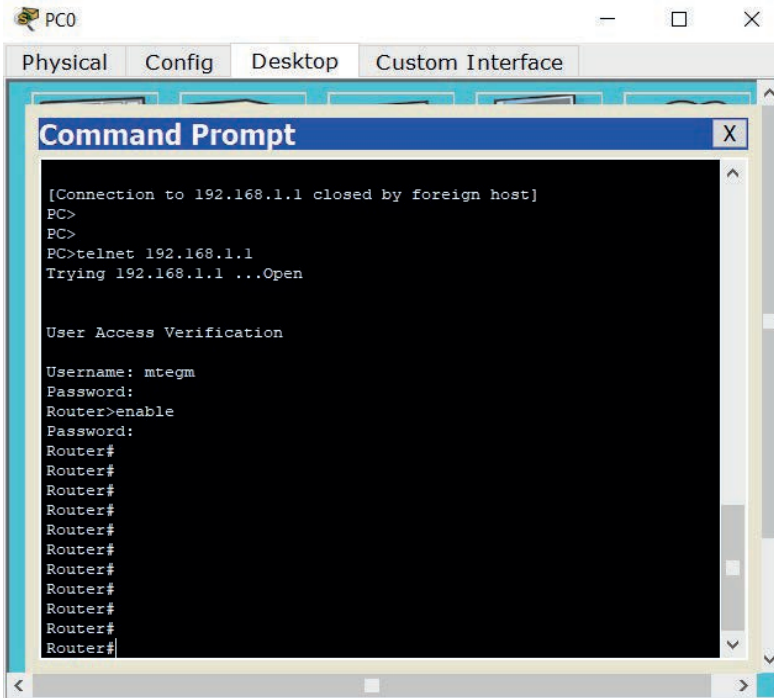 PC0
Physical Config Desktop Custom Interface
Command Prompt X
[Connection to 192.168.1.1 closed by foreign host]
PC>
PC>
PC>telnet 192.168.1.1
Trying 192.168.1.1 ...Open
User Access Verification
Username: mtegm
Password:
Router>enable
Password:
Router#
Router#
Router#
Router#
Router#
Router#
Router#
Router#
Router#
Router#
Router#